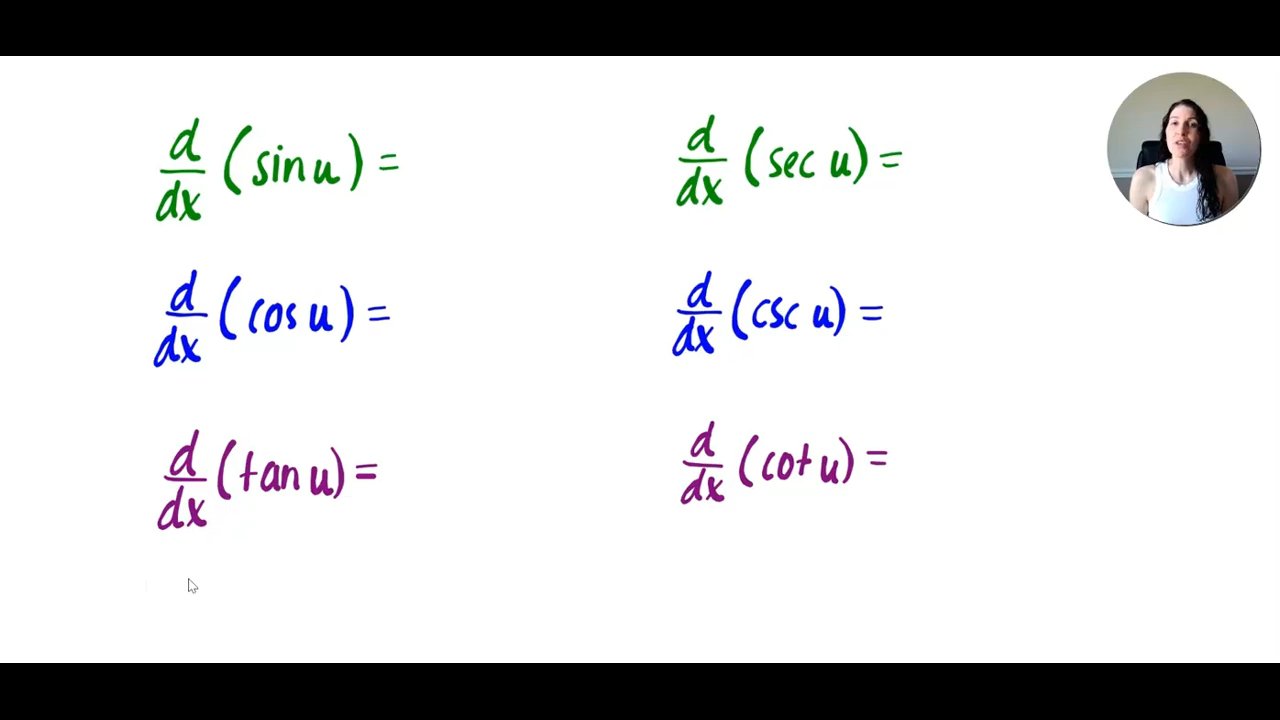 d/dx (sin u) =
d/dx (cos u) =
d/dx (tan u) =
d/dx (sec u) =
d/dx (csc u) =
d/dx (cot u) =